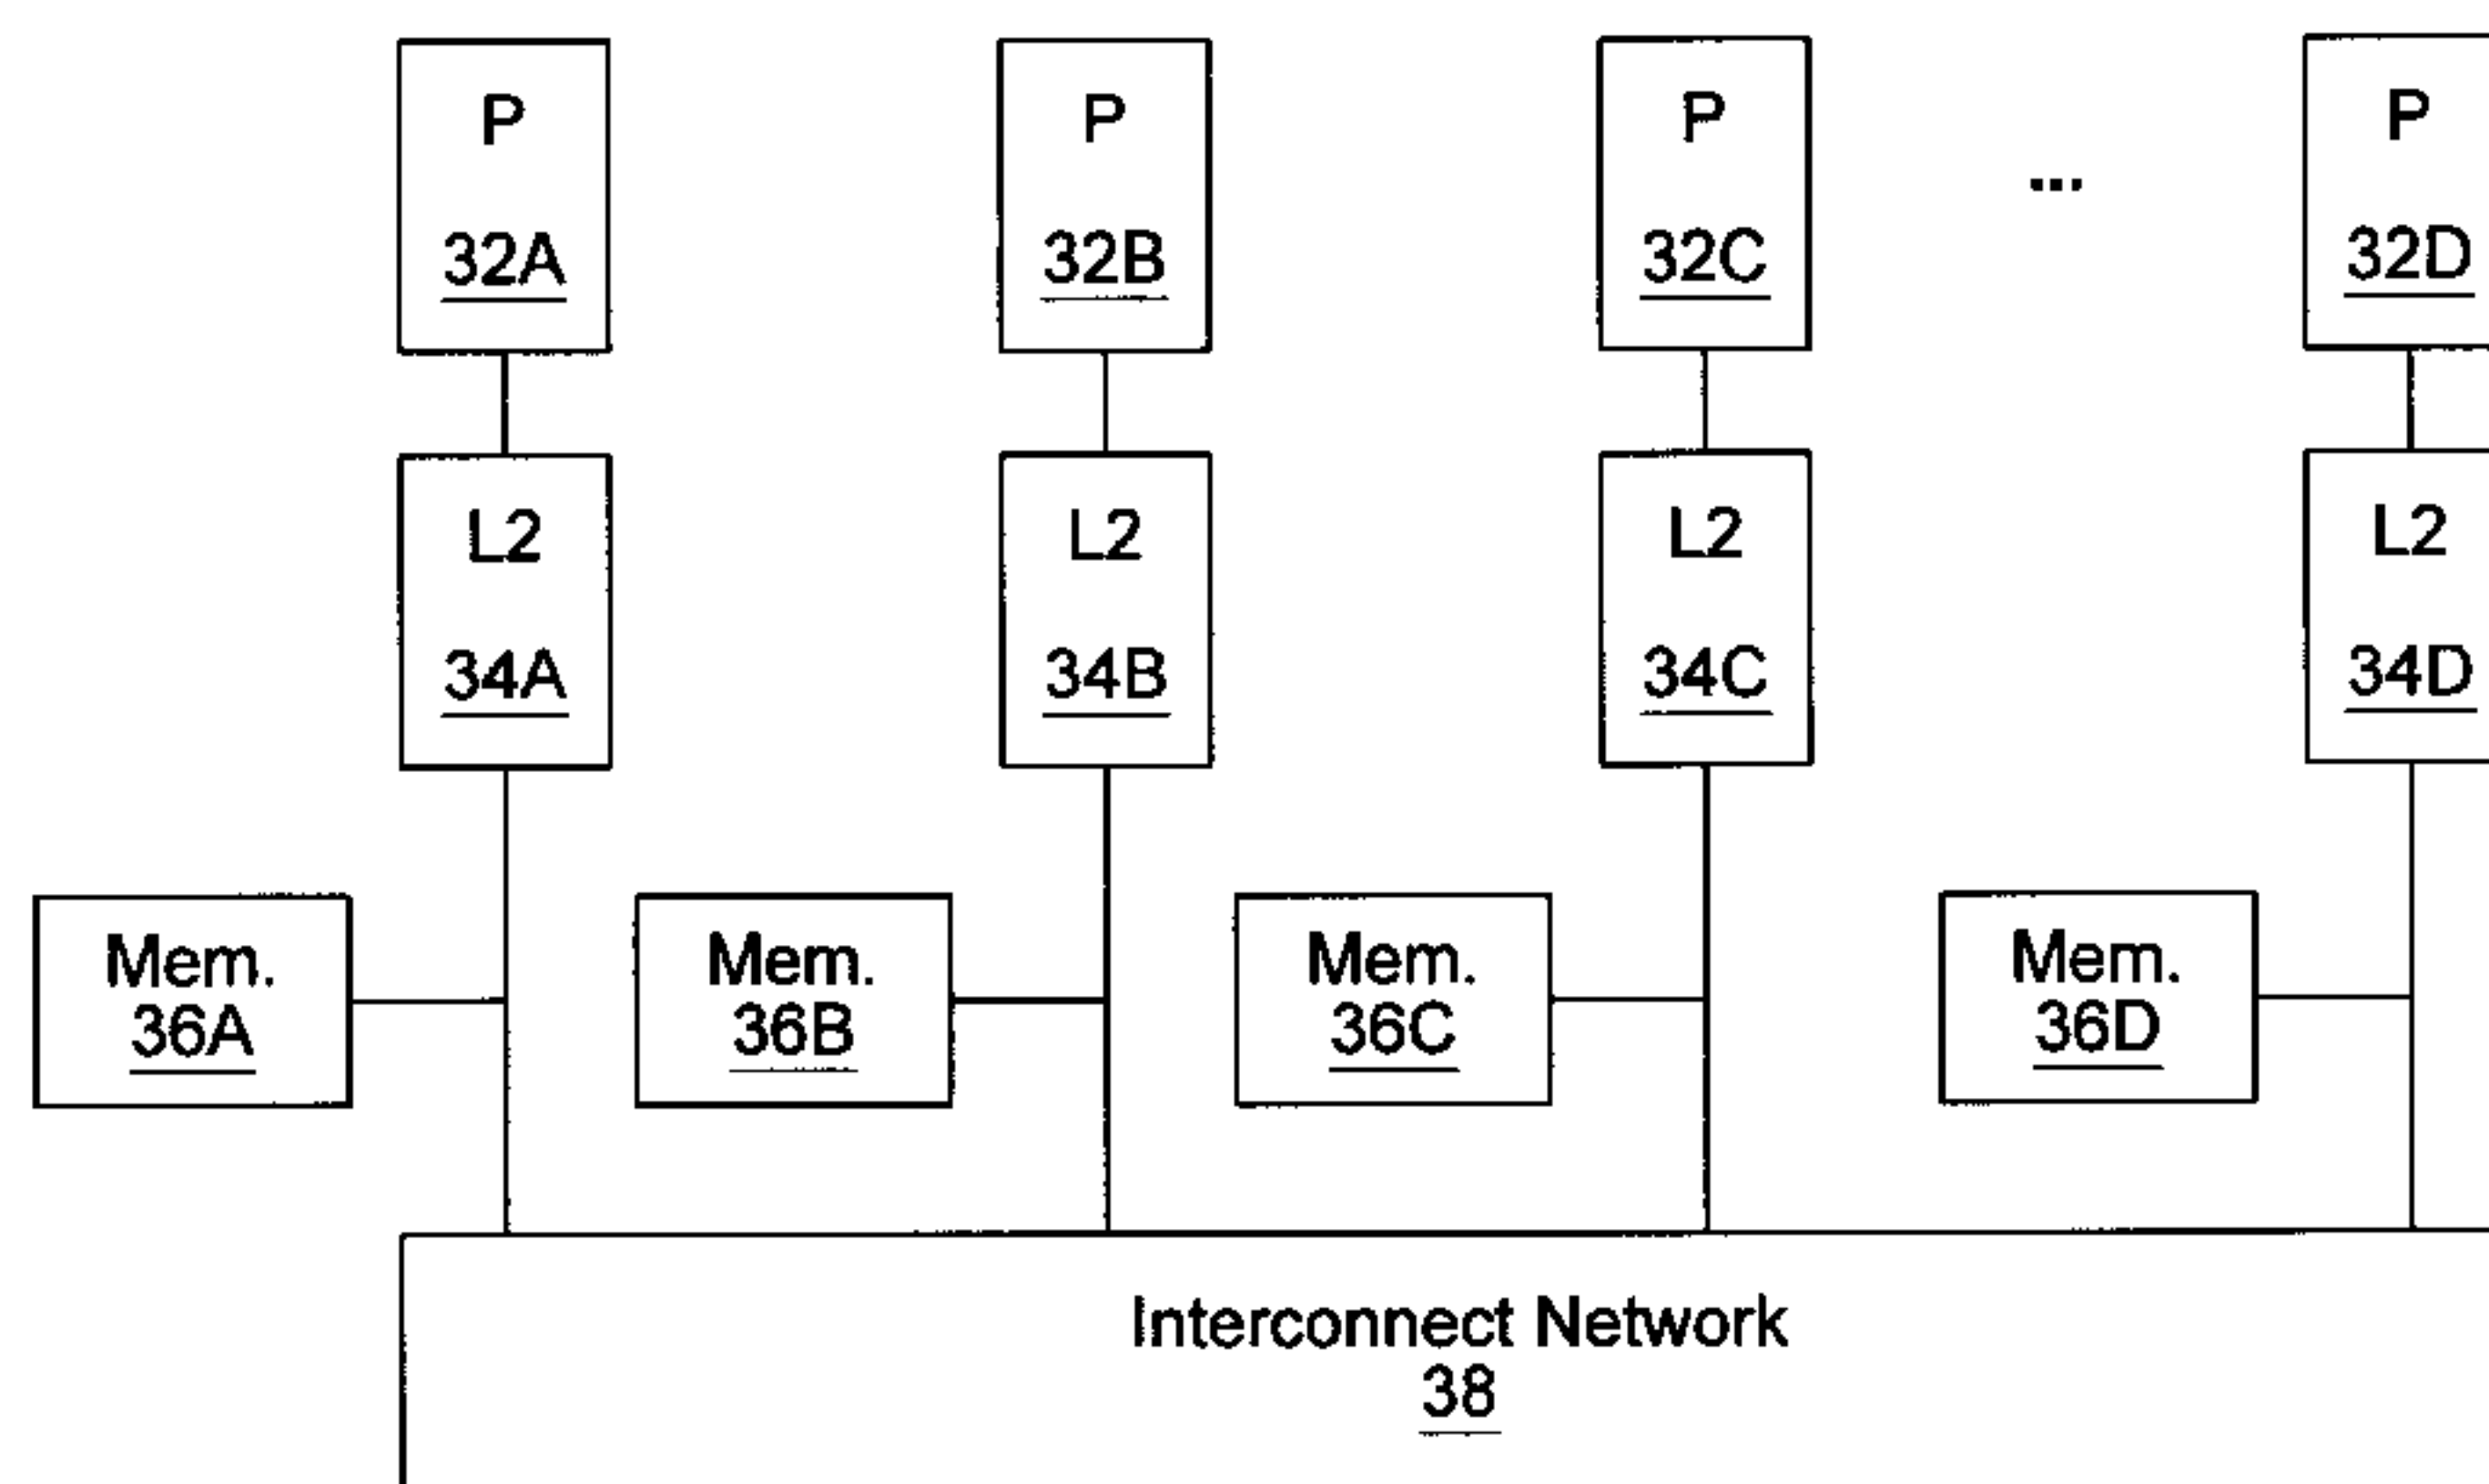 P P P ... P
32A 32B 32C 32D
L2 L2 L2 L2
34A 34B 34C 34D
Mem. Mem. Mem. Mem.
36A 36B 36C 36D
Interconnect Network
38